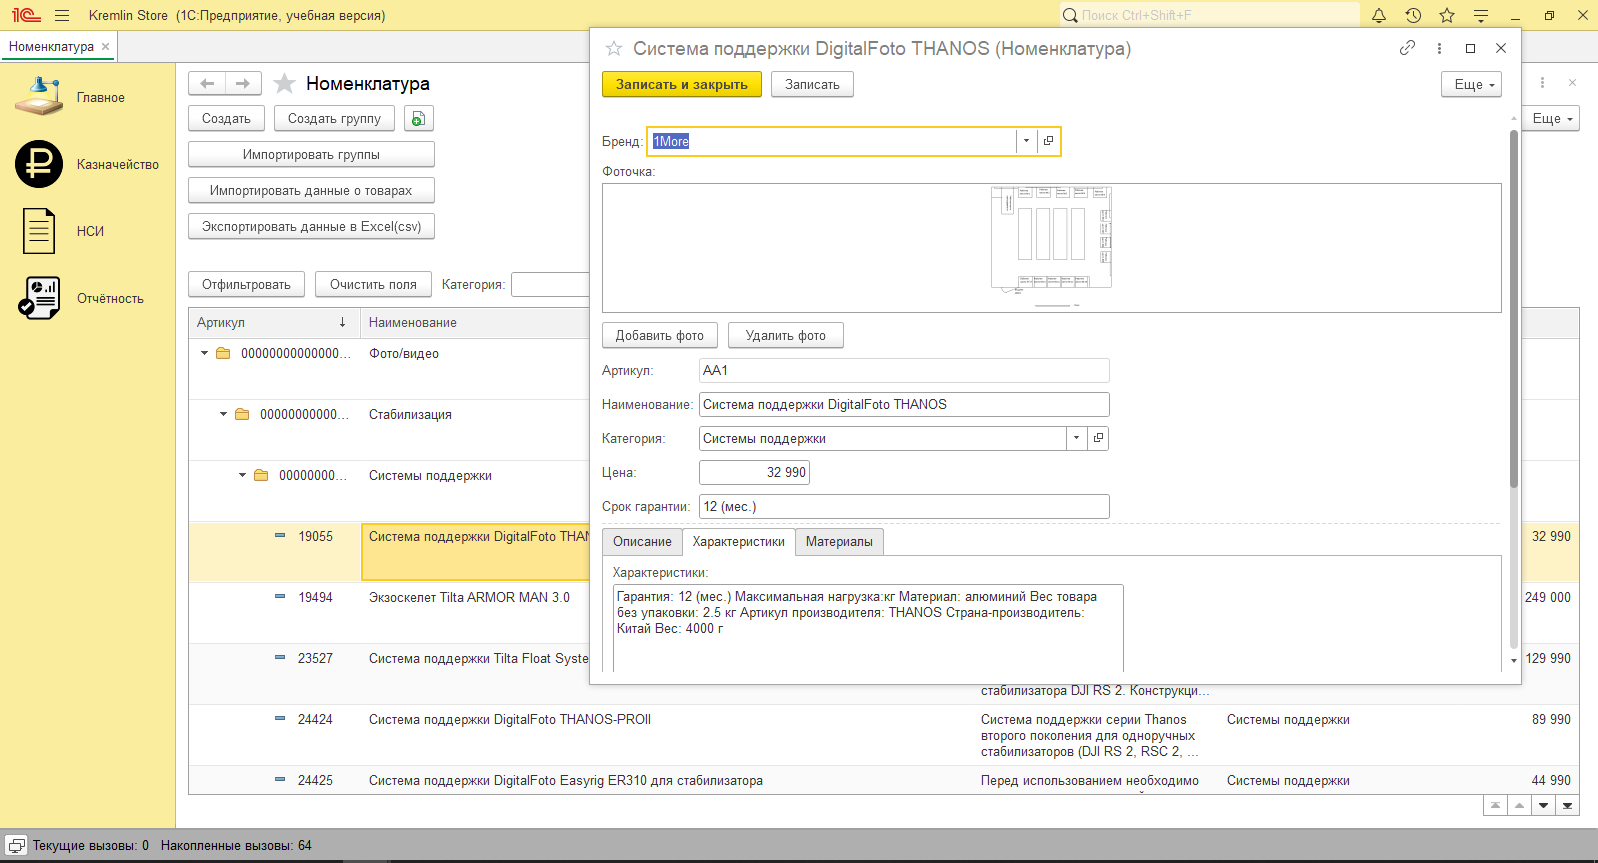 Kremlin Store (1С:Предприятие, учебная версия)
Поиск Ctrl+Shift+F
Номенклатура
Главное
Казначейство
НСИ
Отчётность
Номенклатура
Создать
Создать группу
Еще
Импортировать группы
Импортировать данные о товарах
Экспортировать данные в Excel(csv)
Отфильтровать
Очистить поля
Категория:
Артикул
Наименование
00000000000000...
Фото/видео
00000000000...
Стабилизация
00000000...
Системы поддержки
19055
Система поддержки DigitalFoto THAN
32 990
19494
Экзоскелет Tilta ARMOR MAN 3.0
249 000
23527
Система поддержки Tilta Float Syste
129 990
стабилизатора DJI RS 2. Конструкци...
24424
Система поддержки DigitalFoto THANOS-PROII
Система поддержки серии Thanos
второго поколения для одноручных
стабилизаторов (DJI RS 2, RSC 2, ...
Системы поддержки
89 990
24425
Система поддержки DigitalFoto Easyrig ER310 для стабилизатора
Перед использованием необходимо
Системы поддержки
44 990
Система поддержки DigitalFoto THANOS (Номенклатура)
Записать и закрыть
Записать
Еще
Бренд:
1More
Фоточка:
Добавить фото
Удалить фото
Артикул:
AA1
Наименование:
Система поддержки DigitalFoto THANOS
Категория:
Системы поддержки
Цена:
32 990
Срок гарантии:
12 (мес.)
Описание
Характеристики
Материалы
Характеристики:
Гарантия: 12 (мес.) Максимальная нагрузка:кг Материал: алюминий Вес товара
без упаковки: 2.5 кг Артикул производителя: THANOS Страна-производитель:
Китай Вес: 4000 г
Текущие вызовы: 0 Накопленные вызовы: 64